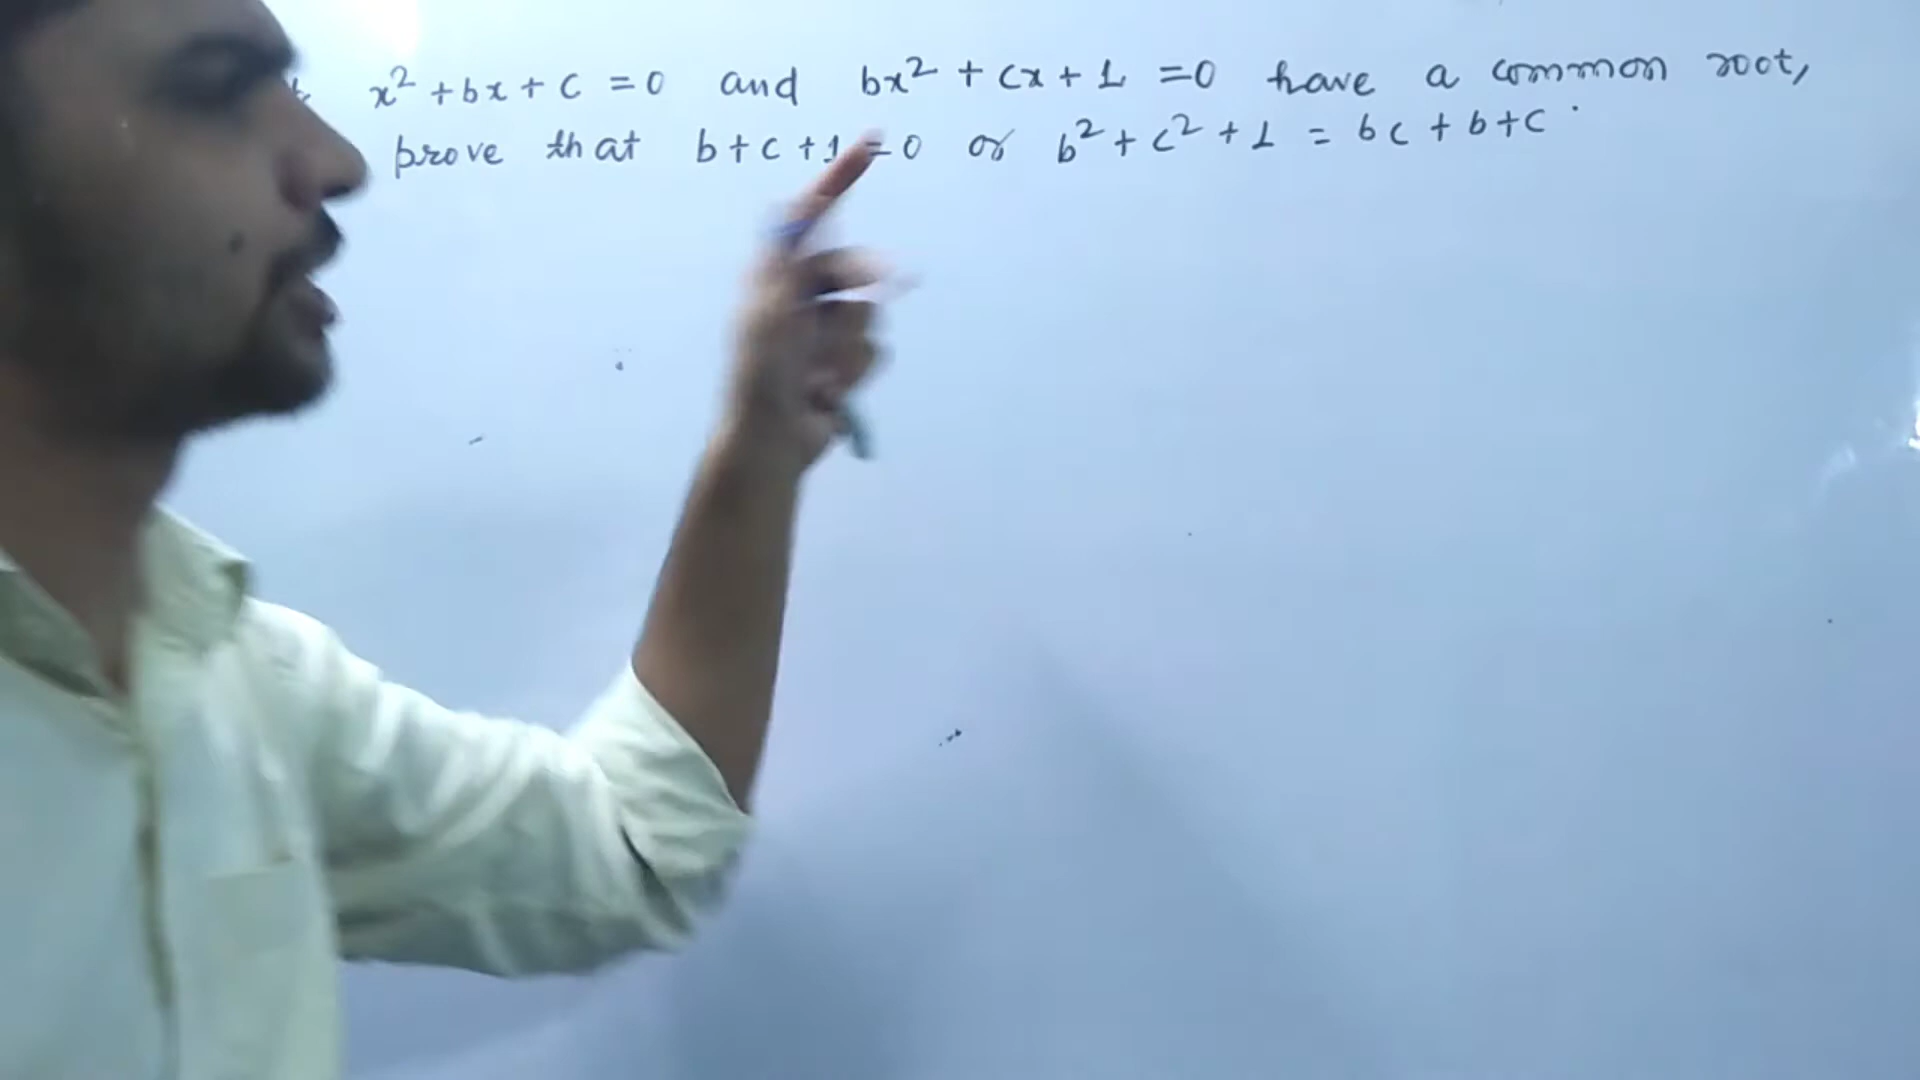 x² + bx + c = 0 and bx² + cx + 1 = 0 have a common root,
prove that b + c + 1 = 0 or b² + c² + 1 = bc + b + c .